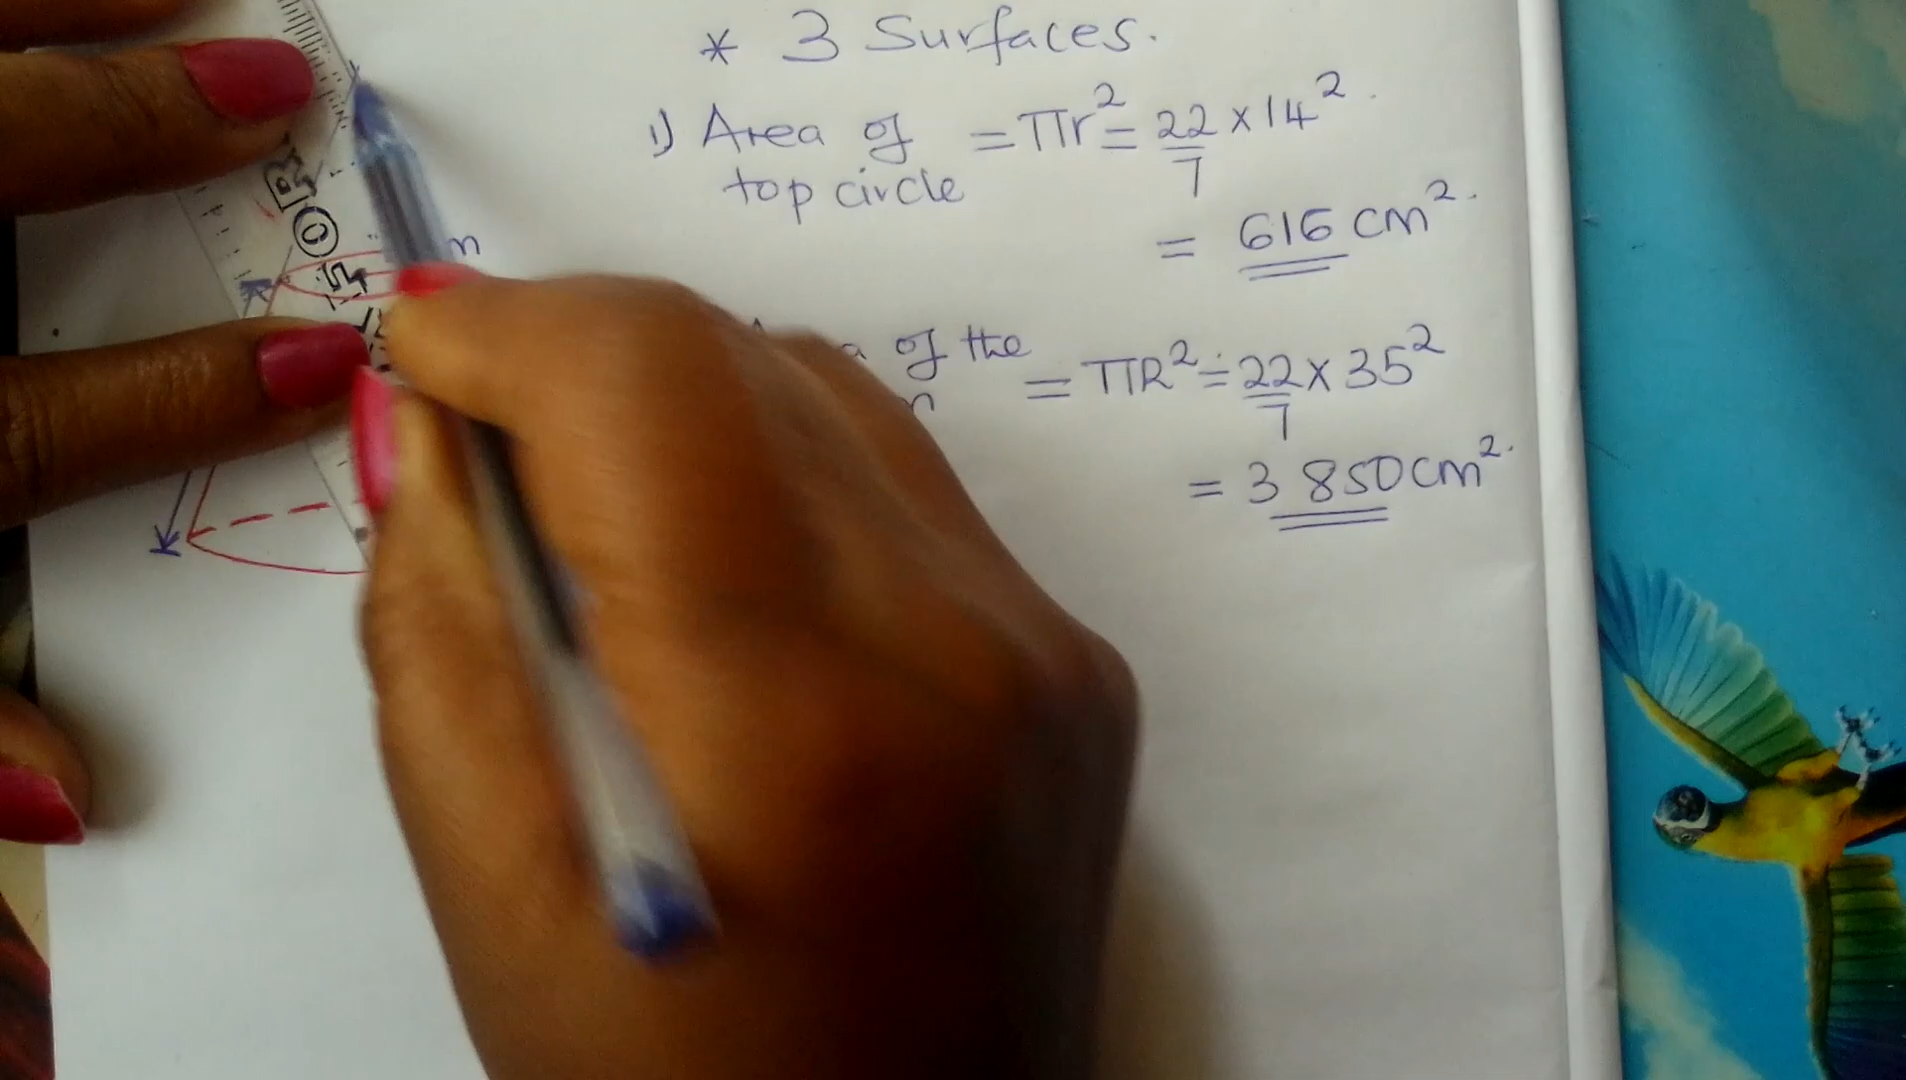 * 3 Surfaces.
1) Area of = πr² = 22/7 x 14²
top circle
= 616 cm².
of the = πR² = 22/7 x 35²
= 3 850 cm².